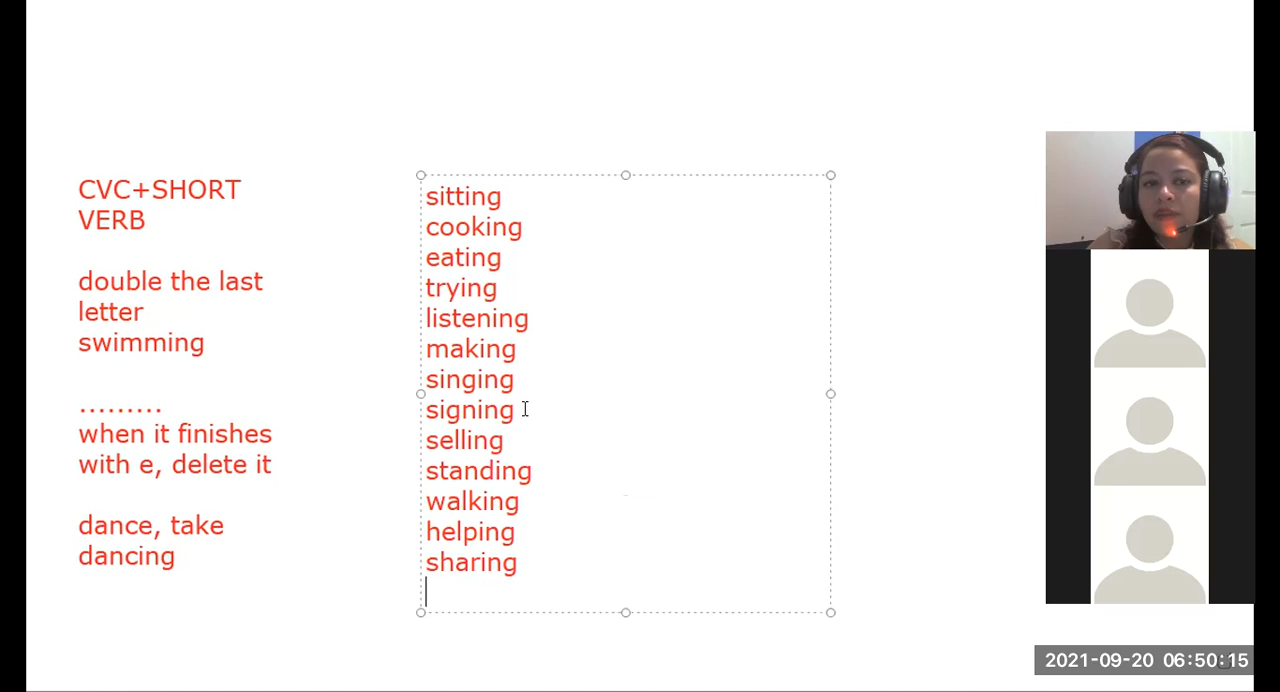 CVC+SHORT
VERB
double the last
letter
swimming
.........
when it finishes
with e, delete it
dance, take
dancing
sitting
cooking
eating
trying
listening
making
singing
signing
selling
standing
walking
helping
sharing
2021-09-20 06:50:15